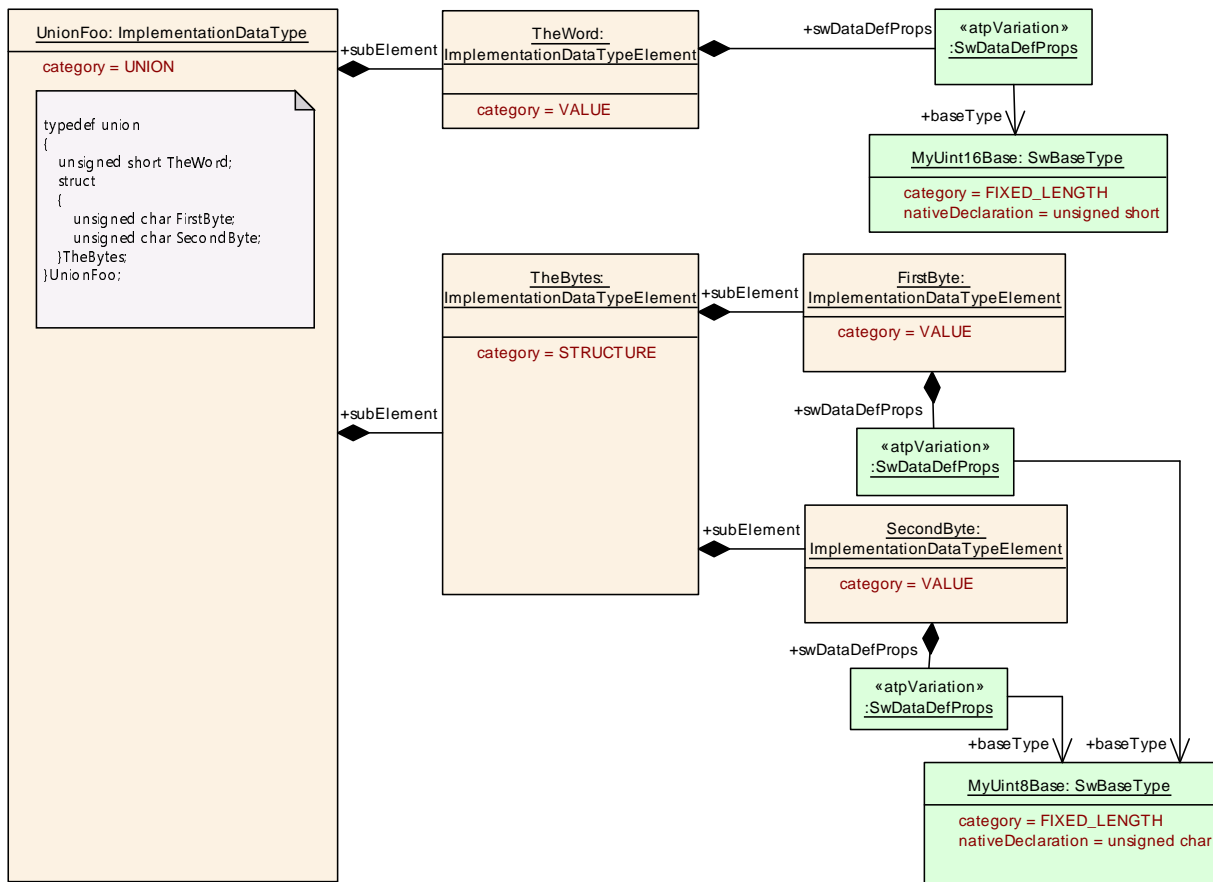 UnionFoo: ImplementationDataType
category = UNION
typedef union
{
unsigned short TheWord;
struct
{
unsigned char FirstByte;
unsigned char SecondByte;
}TheBytes;
}UnionFoo;
+subElement
TheWord:
ImplementationDataTypeElement
category = VALUE
+swDataDefProps
«atpVariation»
:SwDataDefProps
+baseType
MyUint16Base: SwBaseType
category = FIXED_LENGTH
nativeDeclaration = unsigned short
+subElement
TheBytes:
ImplementationDataTypeElement
category = STRUCTURE
+subElement
FirstByte:
ImplementationDataTypeElement
category = VALUE
+swDataDefProps
«atpVariation»
:SwDataDefProps
+subElement
SecondByte:
ImplementationDataTypeElement
category = VALUE
+swDataDefProps
«atpVariation»
:SwDataDefProps
+baseType
+baseType
MyUint8Base: SwBaseType
category = FIXED_LENGTH
nativeDeclaration = unsigned char